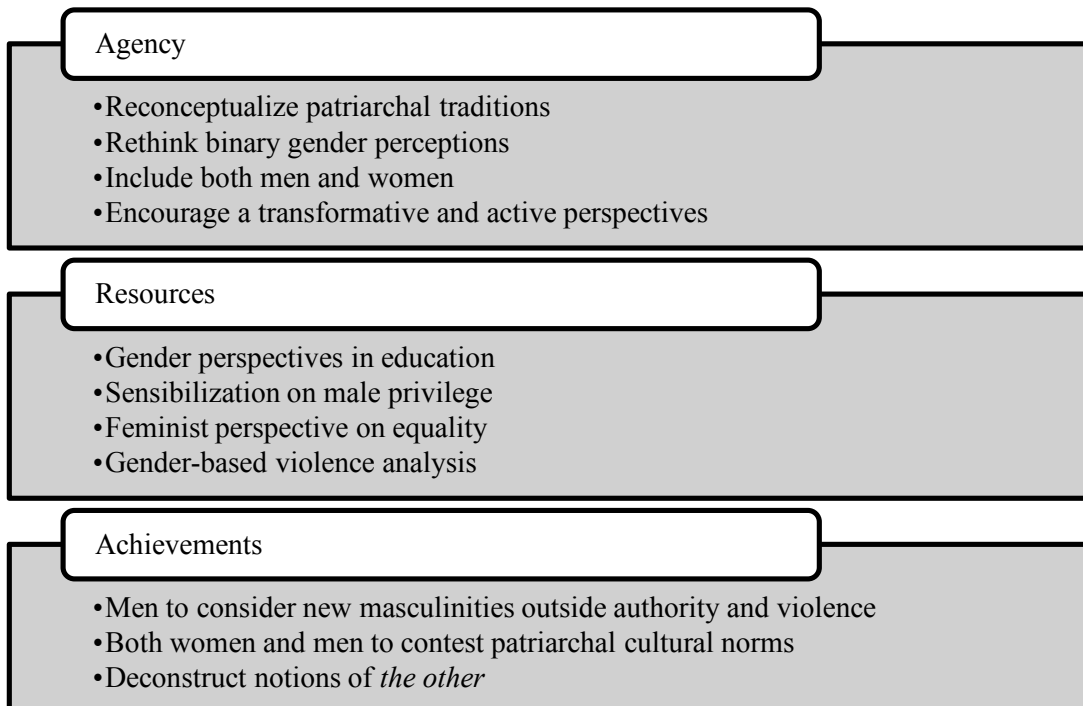 Agency
•Reconceptualize patriarchal traditions
•Rethink binary gender perceptions
•Include both men and women
•Encourage a transformative and active perspectives
Resources
•Gender perspectives in education
•Sensibilization on male privilege
•Feminist perspective on equality
•Gender-based violence analysis
Achievements
•Men to consider new masculinities outside authority and violence
•Both women and men to contest patriarchal cultural norms
•Deconstruct notions of the other